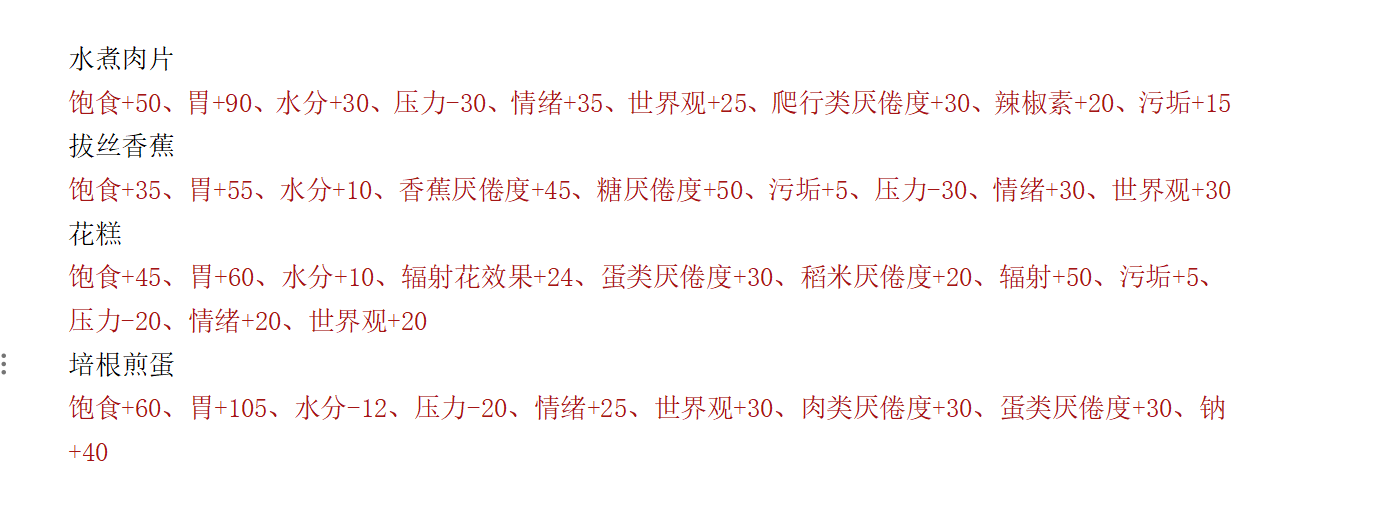 水煮肉片
饱食+50、胃+90、水分+30、压力-30、情绪+35、世界观+25、爬行类厌倦度+30、辣椒素+20、污垢+15
拔丝香蕉
饱食+35、胃+55、水分+10、香蕉厌倦度+45、糖厌倦度+50、污垢+5、压力-30、情绪+30、世界观+30
花糕
饱食+45、胃+60、水分+10、辐射花效果+24、蛋类厌倦度+30、稻米厌倦度+20、辐射+50、污垢+5、
压力-20、情绪+20、世界观+20
培根煎蛋
饱食+60、胃+105、水分-12、压力-20、情绪+25、世界观+30、肉类厌倦度+30、蛋类厌倦度+30、钠
+40